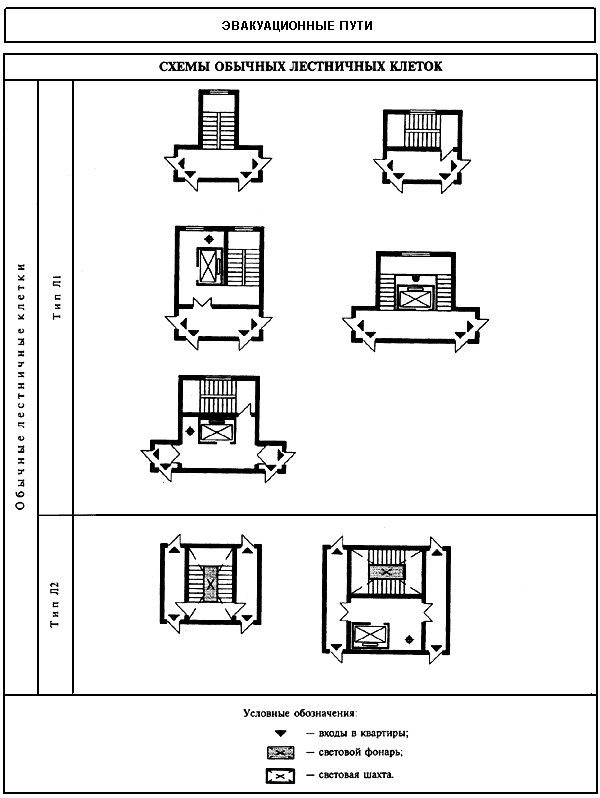 ЭВАКУАЦИОННЫЕ ПУТИ
СХЕМЫ ОБЫЧНЫХ ЛЕСТНИЧНЫХ КЛЕТОК
Обычные лестничные клетки
Тип Л1
Тип Л2
Условные обозначения:
— входы в квартиры;
— световой фонарь;
— световая шахта.